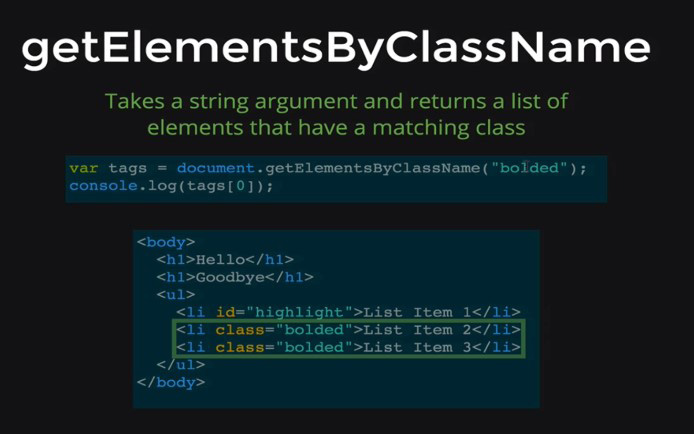 getElementsByClassName
Takes a string argument and returns a list of
elements that have a matching class
var tags = document.getElementsByClassName("bolded");
console.log(tags[0]);
<body>
<h1>Hello</h1>
<h1>Goodbye</h1>
<ul>
<li id="highlight">List Item 1</li>
<li class="bolded">List Item 2</li>
<li class="bolded">List Item 3</li>
</ul>
</body>